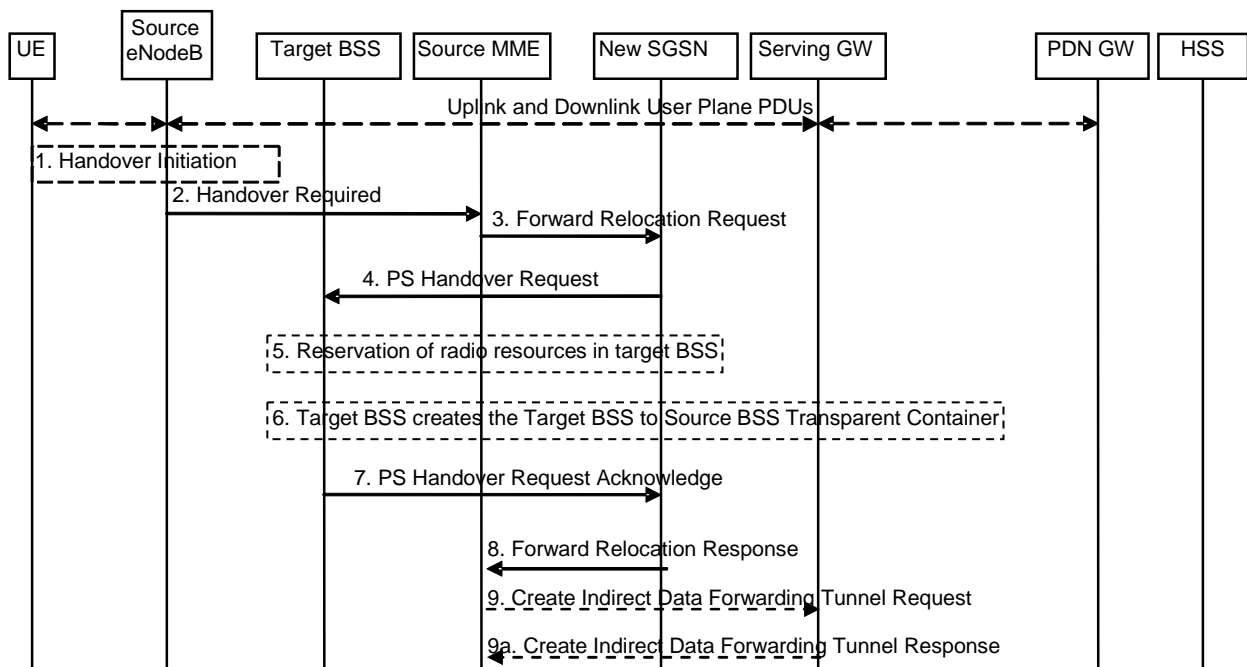 UE
Source
eNodeB
Target BSS
Source MME
New SGSN
Serving GW
PDN GW
HSS
Uplink and Downlink User Plane PDUs
1. Handover Initiation
2. Handover Required
3. Forward Relocation Request
4. PS Handover Request
5. Reservation of radio resources in target BSS
6. Target BSS creates the Target BSS to Source BSS Transparent Container
7. PS Handover Request Acknowledge
8. Forward Relocation Response
9. Create Indirect Data Forwarding Tunnel Request
9a. Create Indirect Data Forwarding Tunnel Response